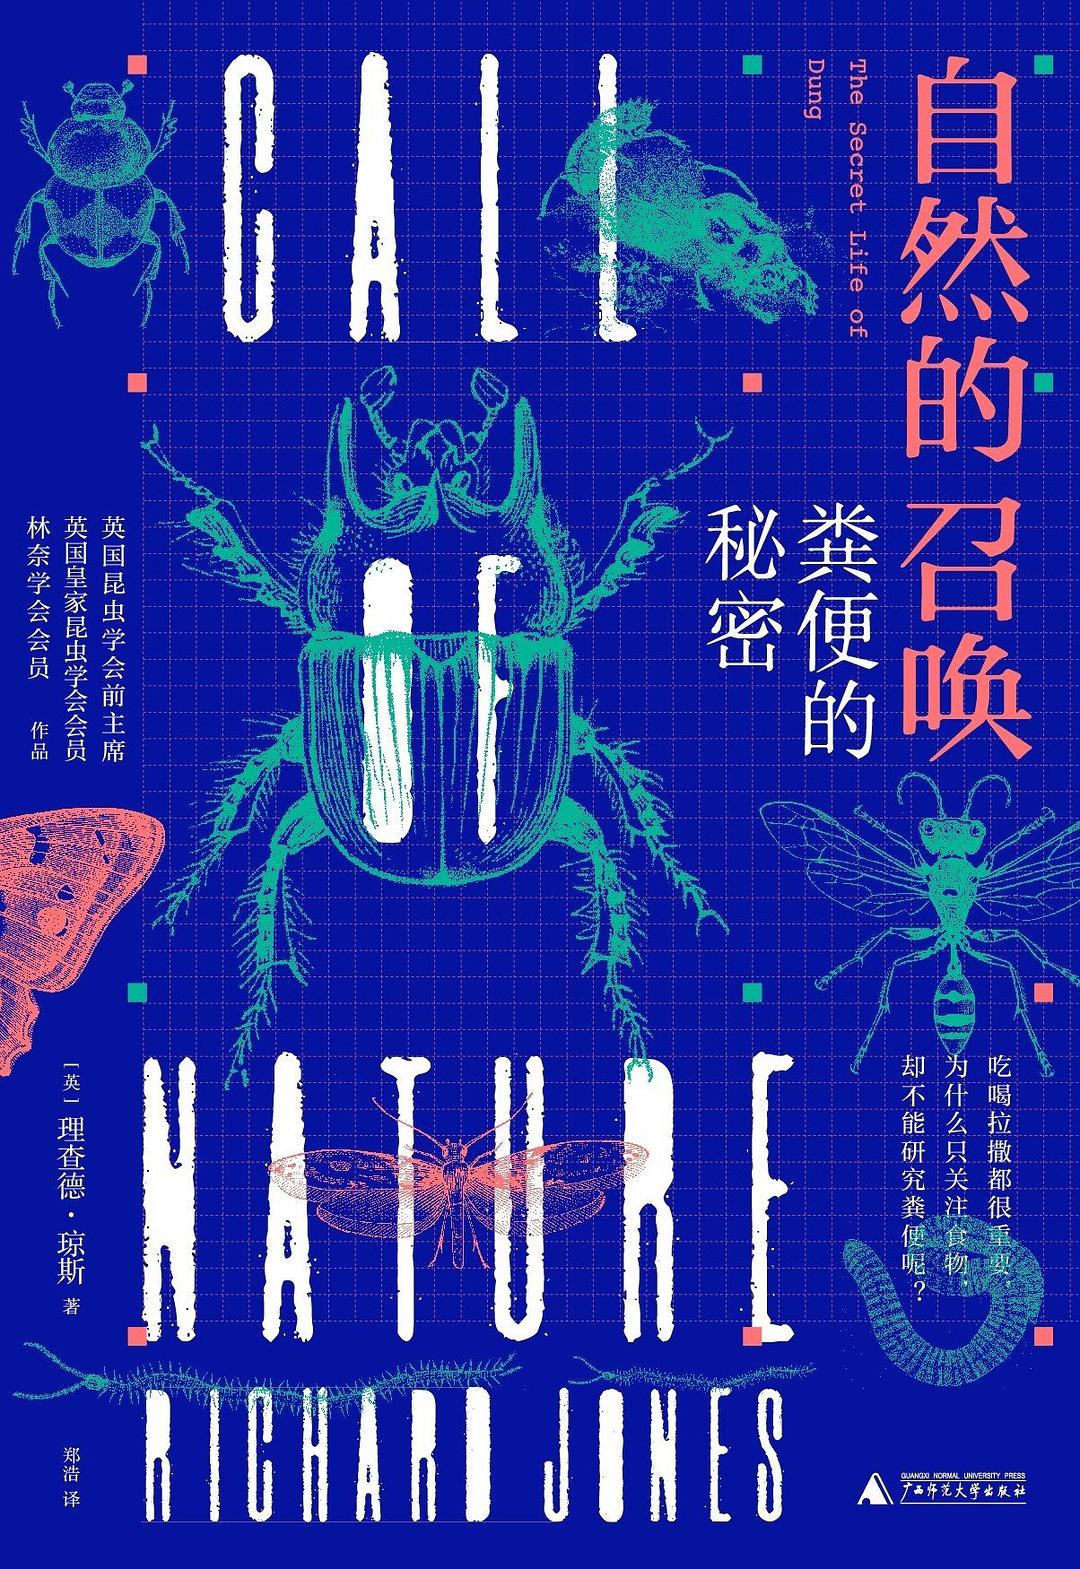 CALL
OF
NATURE
RICHARD JONES
The Secret Life of
Dung
自然的召唤
粪便的
秘密
英国昆虫学会前主席
英国皇家昆虫学会会员
林奈学会会员 作品
[英]理查德·琼斯 著
郑浩 译
吃喝拉撒都很重要，
为什么只关注食物，
却不能研究粪便呢？
GUANGXI NORMAL UNIVERSITY PRESS
广西师范大学出版社